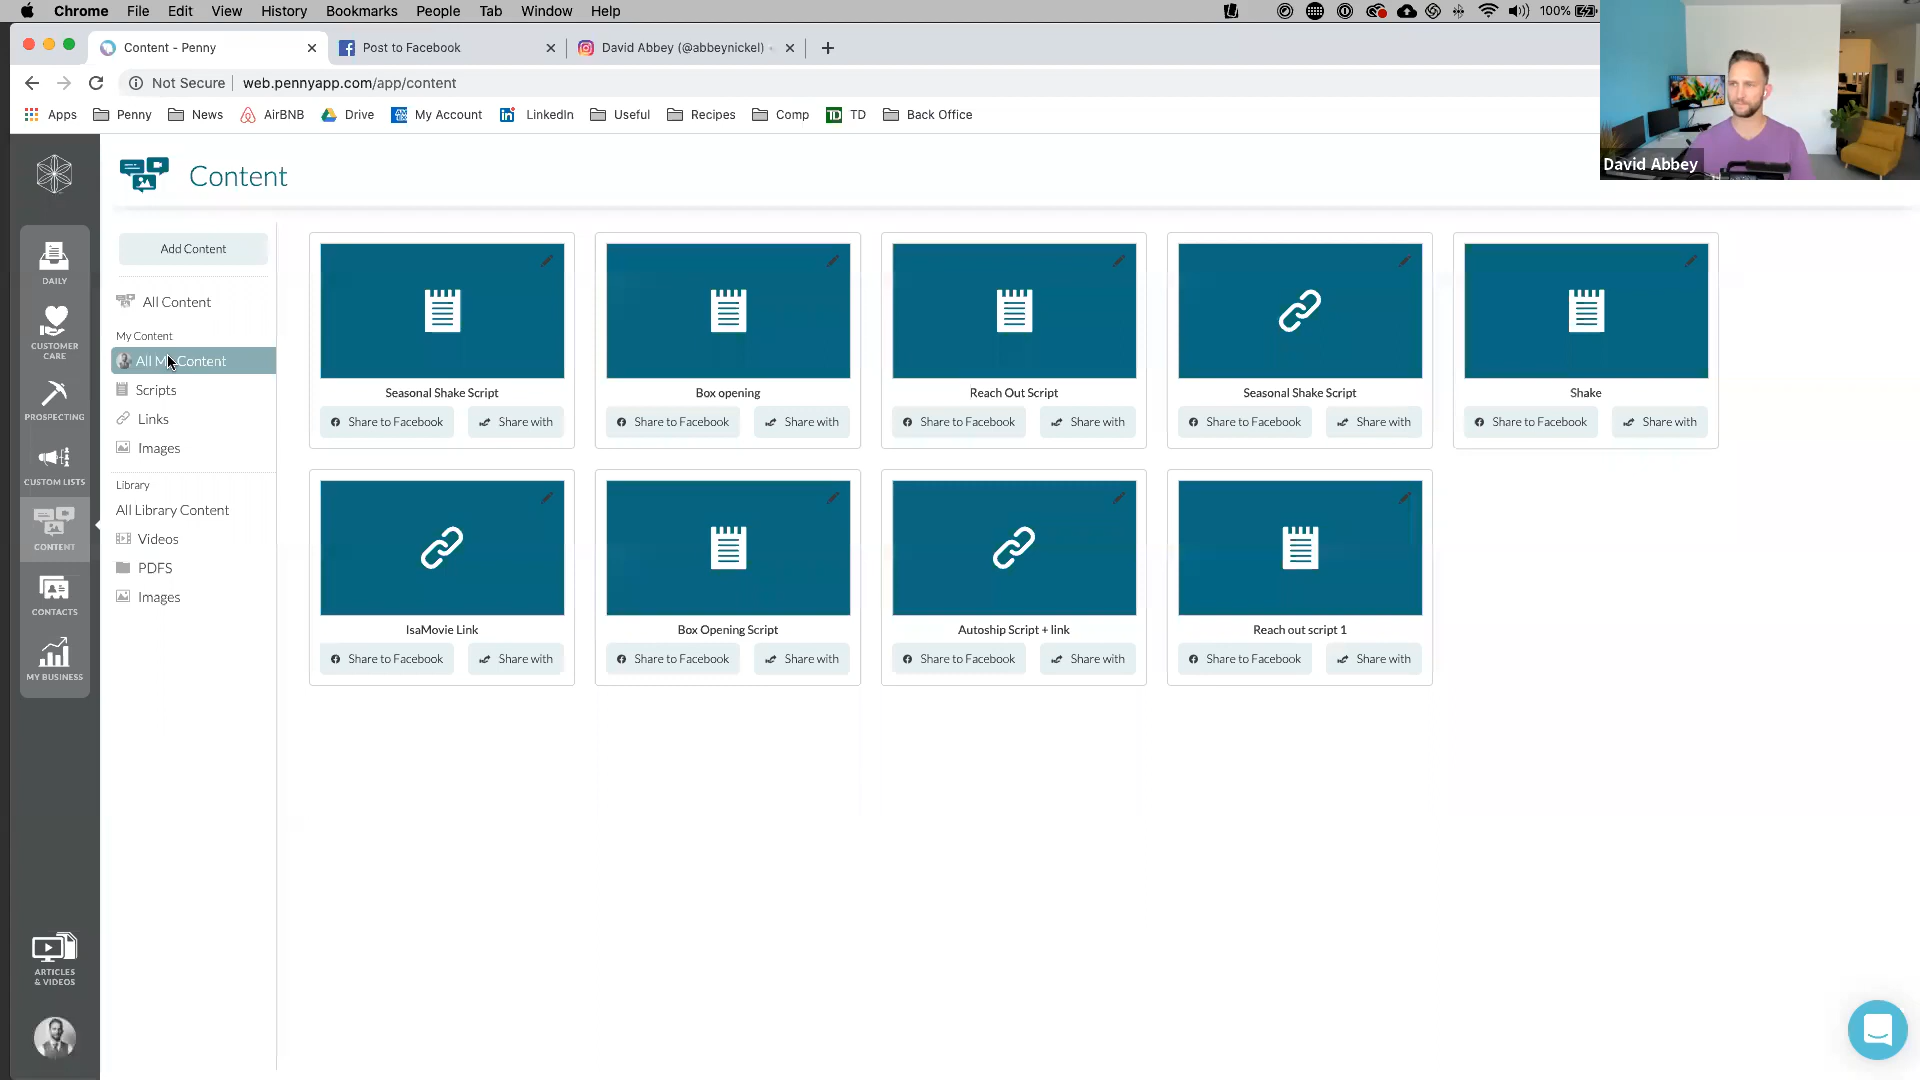 Chrome File Edit View History Bookmarks People Tab Window Help 100%
Content - Penny
Post to Facebook
David Abbey (@abbeynickel)
Not Secure web.pennyapp.com/app/content
Apps Penny News AirBNB Drive My Account LinkedIn Useful Recipes Comp TD Back Office
David Abbey
Content
DAILY
CUSTOMER
CARE
PROSPECTING
CUSTOM LISTS
CONTENT
CONTACTS
MY BUSINESS
ARTICLES
& VIDEOS
Add Content
All Content
My Content
All My Content
Scripts
Links
Images
Library
All Library Content
Videos
PDFS
Images
Seasonal Shake Script
Share to Facebook Share with
Box opening
Share to Facebook Share with
Reach Out Script
Share to Facebook Share with
Seasonal Shake Script
Share to Facebook Share with
Shake
Share to Facebook Share with
IsaMovie Link
Share to Facebook Share with
Box Opening Script
Share to Facebook Share with
Autoship Script + link
Share to Facebook Share with
Reach out script 1
Share to Facebook Share with